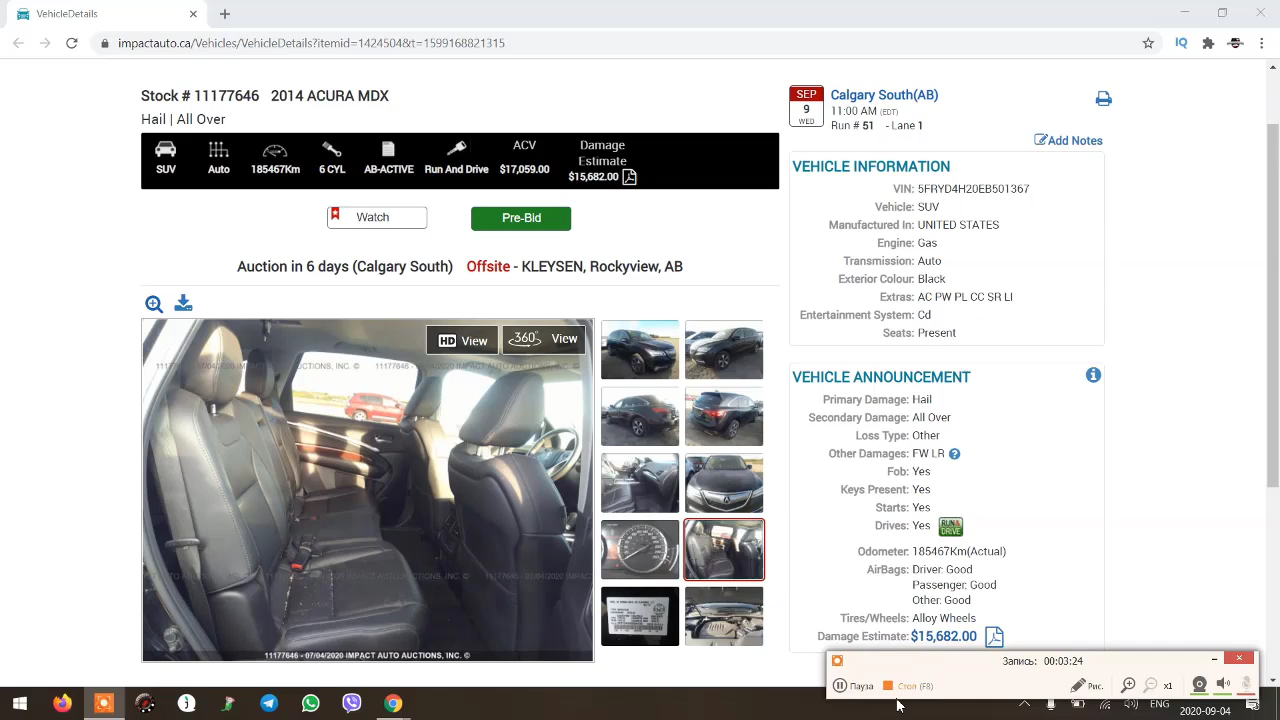 VehicleDetails
impactauto.ca/Vehicles/VehicleDetails?itemid=14245048&t=1599168821315
IQ
Stock # 11177646 2014 ACURA MDX
Hail | All Over
SUV
Auto
185467Km
6 CYL
AB-ACTIVE
Run And Drive
ACV
$17,059.00
Damage
Estimate
$15,682.00
Watch
Pre-Bid
Auction in 6 days (Calgary South) Offsite - KLEYSEN, Rockyview, AB
HD View
360° View
11177646 - 07/04/2020 IMPACT AUTO AUCTIONS, INC. ©
SEP
9
WED
Calgary South(AB)
11:00 AM (EDT)
Run # 51 - Lane 1
Add Notes
VEHICLE INFORMATION
VIN: 5FRYD4H20EB501367
Vehicle: SUV
Manufactured In: UNITED STATES
Engine: Gas
Transmission: Auto
Exterior Colour: Black
Extras: AC PW PL CC SR LI
Entertainment System: Cd
Seats: Present
VEHICLE ANNOUNCEMENT
Primary Damage: Hail
Secondary Damage: All Over
Loss Type: Other
Other Damages: FW LR
Fob: Yes
Keys Present: Yes
Starts: Yes
Drives: Yes RUN& DRIVE
Odometer: 185467Km(Actual)
AirBags: Driver: Good
Passenger: Good
Other: Good
Tires/Wheels: Alloy Wheels
Damage Estimate: $15,682.00
Запись: 00:03:24
Пауза
Стоп (F8)
Рис.
x1
ENG
2020-09-04